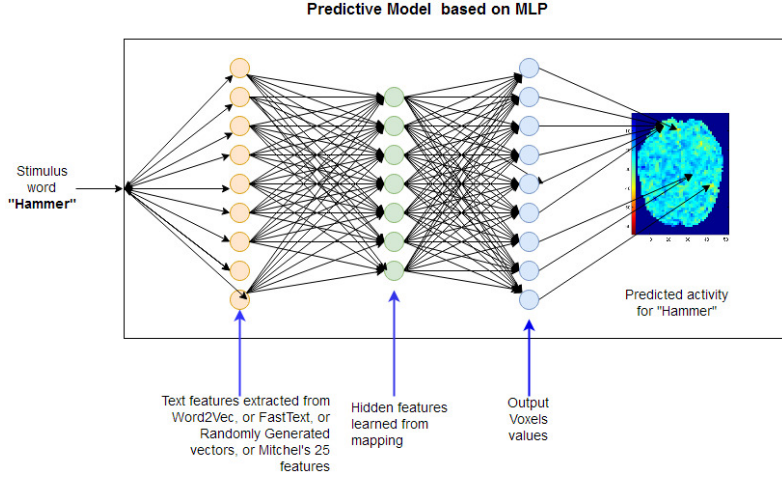 Predictive Model based on MLP
Stimulus
word
"Hammer"
Predicted activity
for "Hammer"
Text features extracted from
Word2Vec, or FastText, or
Randomly Generated
vectors, or Mitchel's 25
features
Hidden features
learned from
mapping
Output
Voxels
values